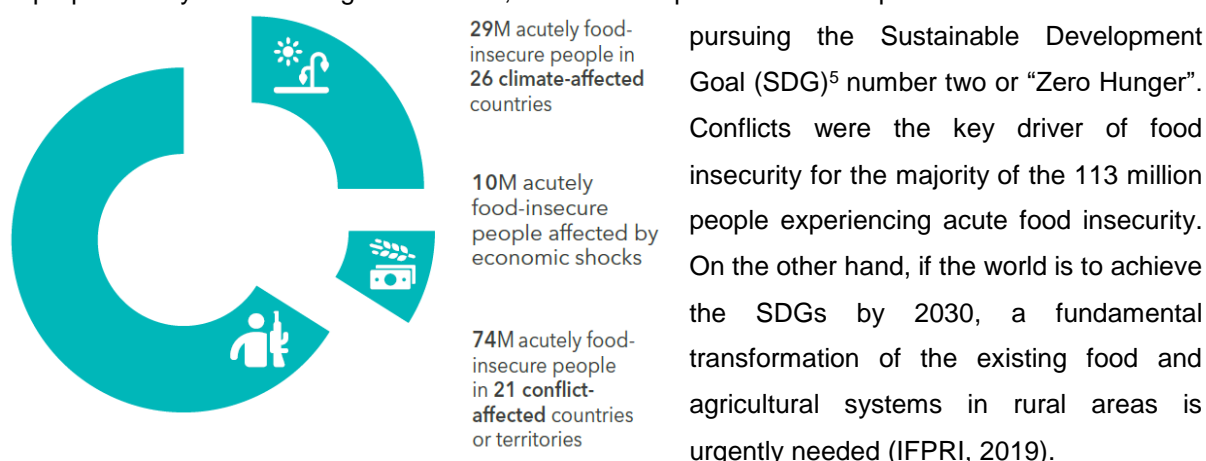 29M acutely food-
insecure people in
26 climate-affected
countries
10M acutely
food-insecure
people affected by
economic shocks
74M acutely food-
insecure people
in 21 conflict-
affected countries
or territories
pursuing the Sustainable Development
Goal (SDG)5 number two or “Zero Hunger”.
Conflicts were the key driver of food
insecurity for the majority of the 113 million
people experiencing acute food insecurity.
On the other hand, if the world is to achieve
the SDGs by 2030, a fundamental
transformation of the existing food and
agricultural systems in rural areas is
urgently needed (IFPRI, 2019).